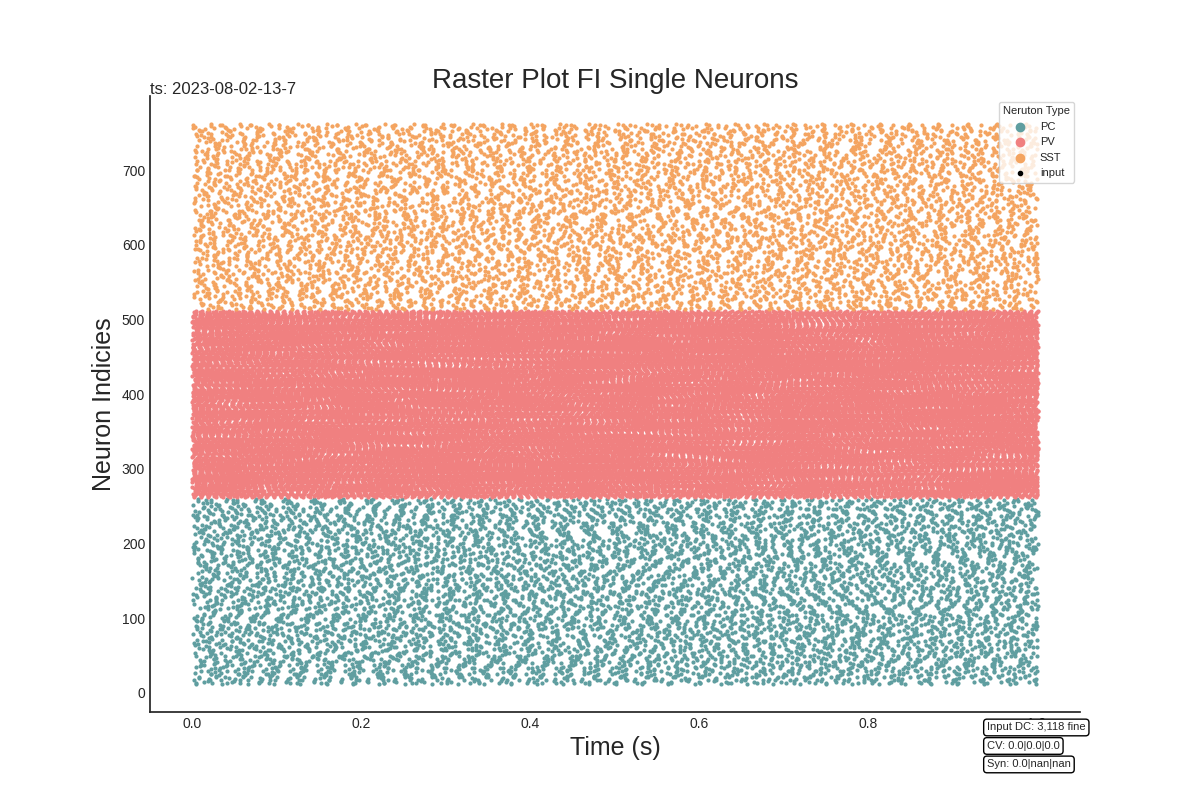 Raster Plot FI Single Neurons
ts: 2023-08-02-13-7
Neruton Type
PC
PV
SST
input
700
600
500
400
300
200
100
0
Neuron Indicies
0.0 0.2 0.4 0.6 0.8
Time (s)
Input DC: 3,118 fine
CV: 0.0|0.0|0.0
Syn: 0.0|nan|nan